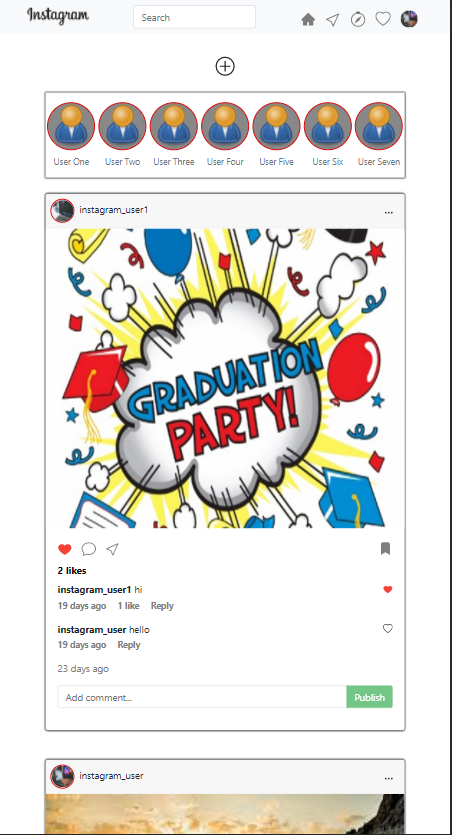 Instagram
Search
User One User Two User Three User Four User Five User Six User Seven
instagram_user1 ...
GRADUATION
PARTY!
2 likes
instagram_user1 hi
19 days ago 1 like Reply
instagram_user hello
19 days ago Reply
23 days ago
Add comment... Publish
instagram_user ...